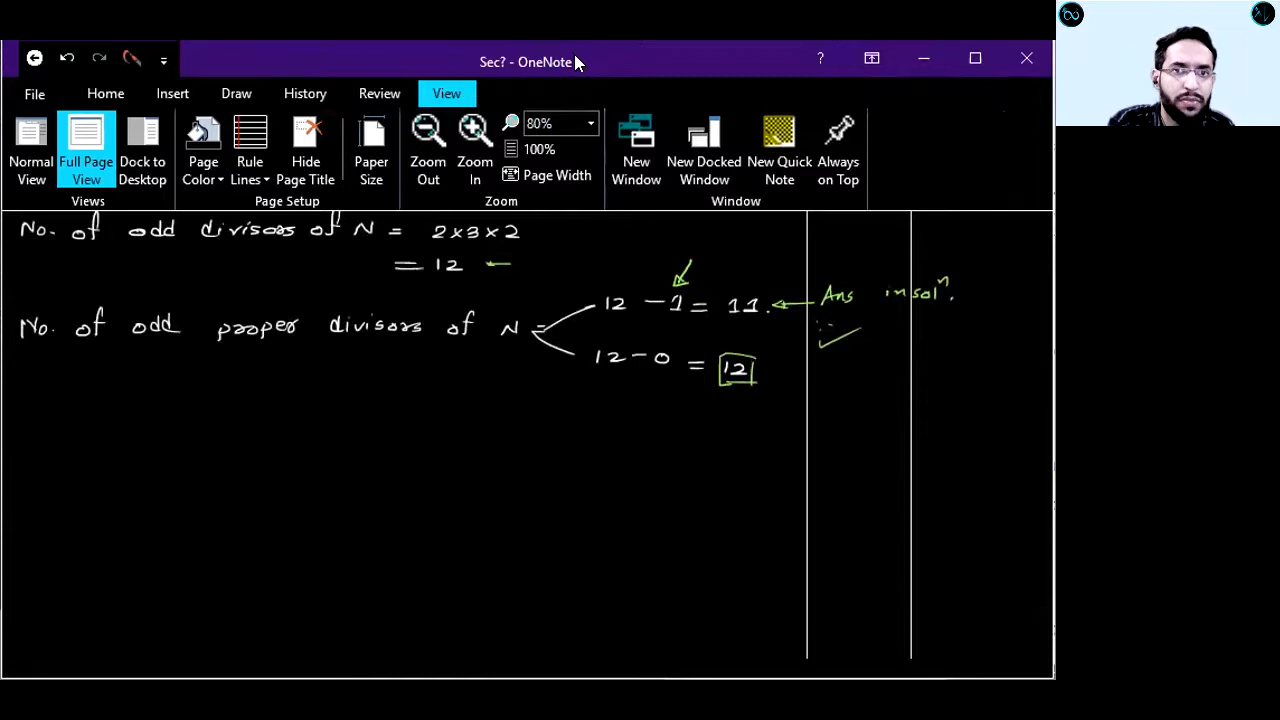 Sec? - OneNote
?
File Home Insert Draw History Review View
Normal View
Full Page View
Dock to Desktop
Views
Page Color
Rule Lines
Hide Page Title
Paper Size
Page Setup
Zoom Out
Zoom In
80%
100%
Page Width
Zoom
New Window
New Docked Window
New Quick Note
Always on Top
Window
No. of odd divisors of N = 2×3×2
= 12
12 - 1 = 11. Ans in solⁿ.
No. of odd proper divisors of N =
12 - 0 = 12